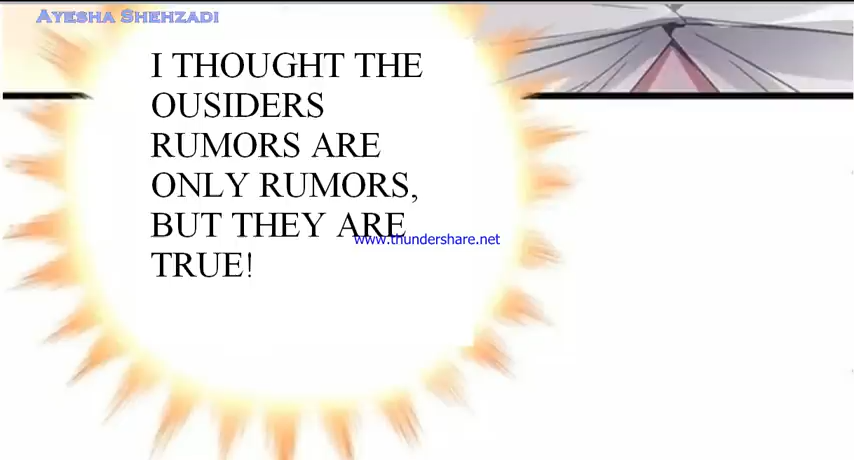 AYESHA SHEHZADI
I THOUGHT THE
OUSIDERS
RUMORS ARE
ONLY RUMORS,
BUT THEY ARE
www.thundershare.net
TRUE!